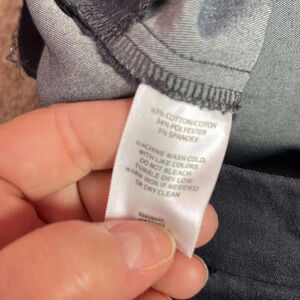 63% COTTON/COTON
34% POLYESTER
3% SPANDEX
MACHINE WASH COLD,
WITH LIKE COLORS
DO NOT BLEACH
TUMBLE DRY LOW
WARM IRON IF NEEDED
OR DRY CLEAN